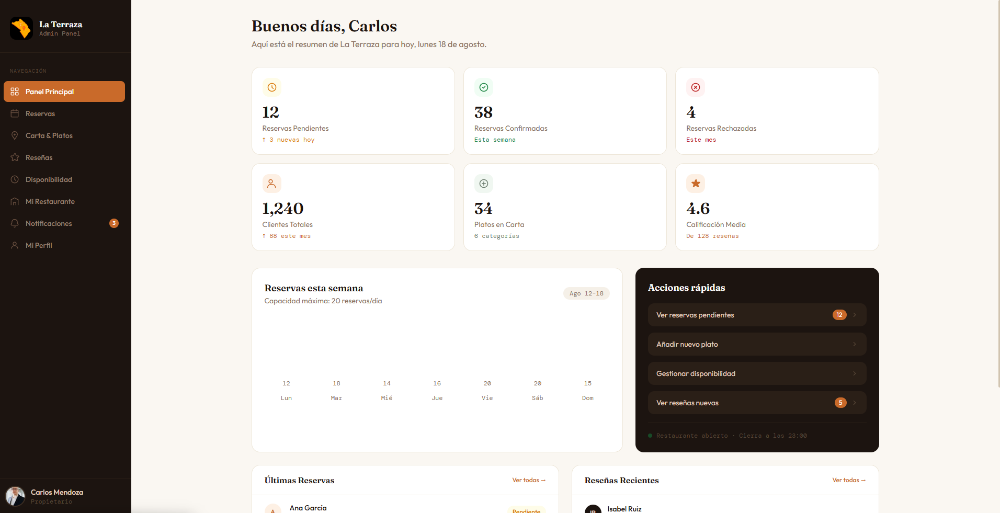 La Terraza
Admin Panel
NAVEGACIÓN
Panel Principal
Reservas
Carta & Platos
Reseñas
Disponibilidad
Mi Restaurante
Notificaciones 3
Mi Perfil
Carlos Mendoza
Propietario
Buenos días, Carlos
Aquí está el resumen de La Terraza para hoy, lunes 18 de agosto.
12
Reservas Pendientes
↑ 3 nuevas hoy
38
Reservas Confirmadas
Esta semana
4
Reservas Rechazadas
Este mes
1,240
Clientes Totales
↑ 88 este mes
34
Platos en Carta
6 categorías
4.6
Calificación Media
De 128 reseñas
Reservas esta semana
Capacidad máxima: 20 reservas/día
Ago 12–18
12 18 14 16 20 20 15
Lun Mar Mié Jue Vie Sáb Dom
Acciones rápidas
Ver reservas pendientes 12
Añadir nuevo plato
Gestionar disponibilidad
Ver reseñas nuevas 5
Restaurante abierto · Cierra a las 23:00
Últimas Reservas Ver todas →
A Ana García Pendiente
Reseñas Recientes Ver todas →
IR Isabel Ruiz